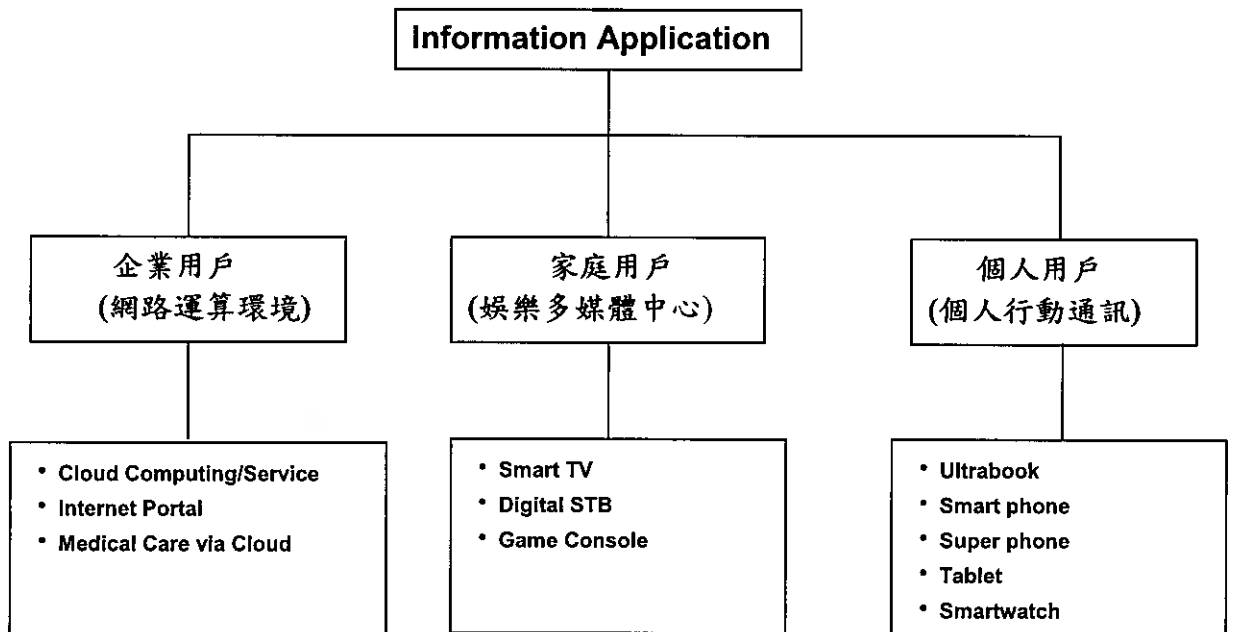 Information Application
企業用戶
(網路運算環境)
• Cloud Computing/Service
• Internet Portal
• Medical Care via Cloud
家庭用戶
(娛樂多媒體中心)
• Smart TV
• Digital STB
• Game Console
個人用戶
(個人行動通訊)
• Ultrabook
• Smart phone
• Super phone
• Tablet
• Smartwatch